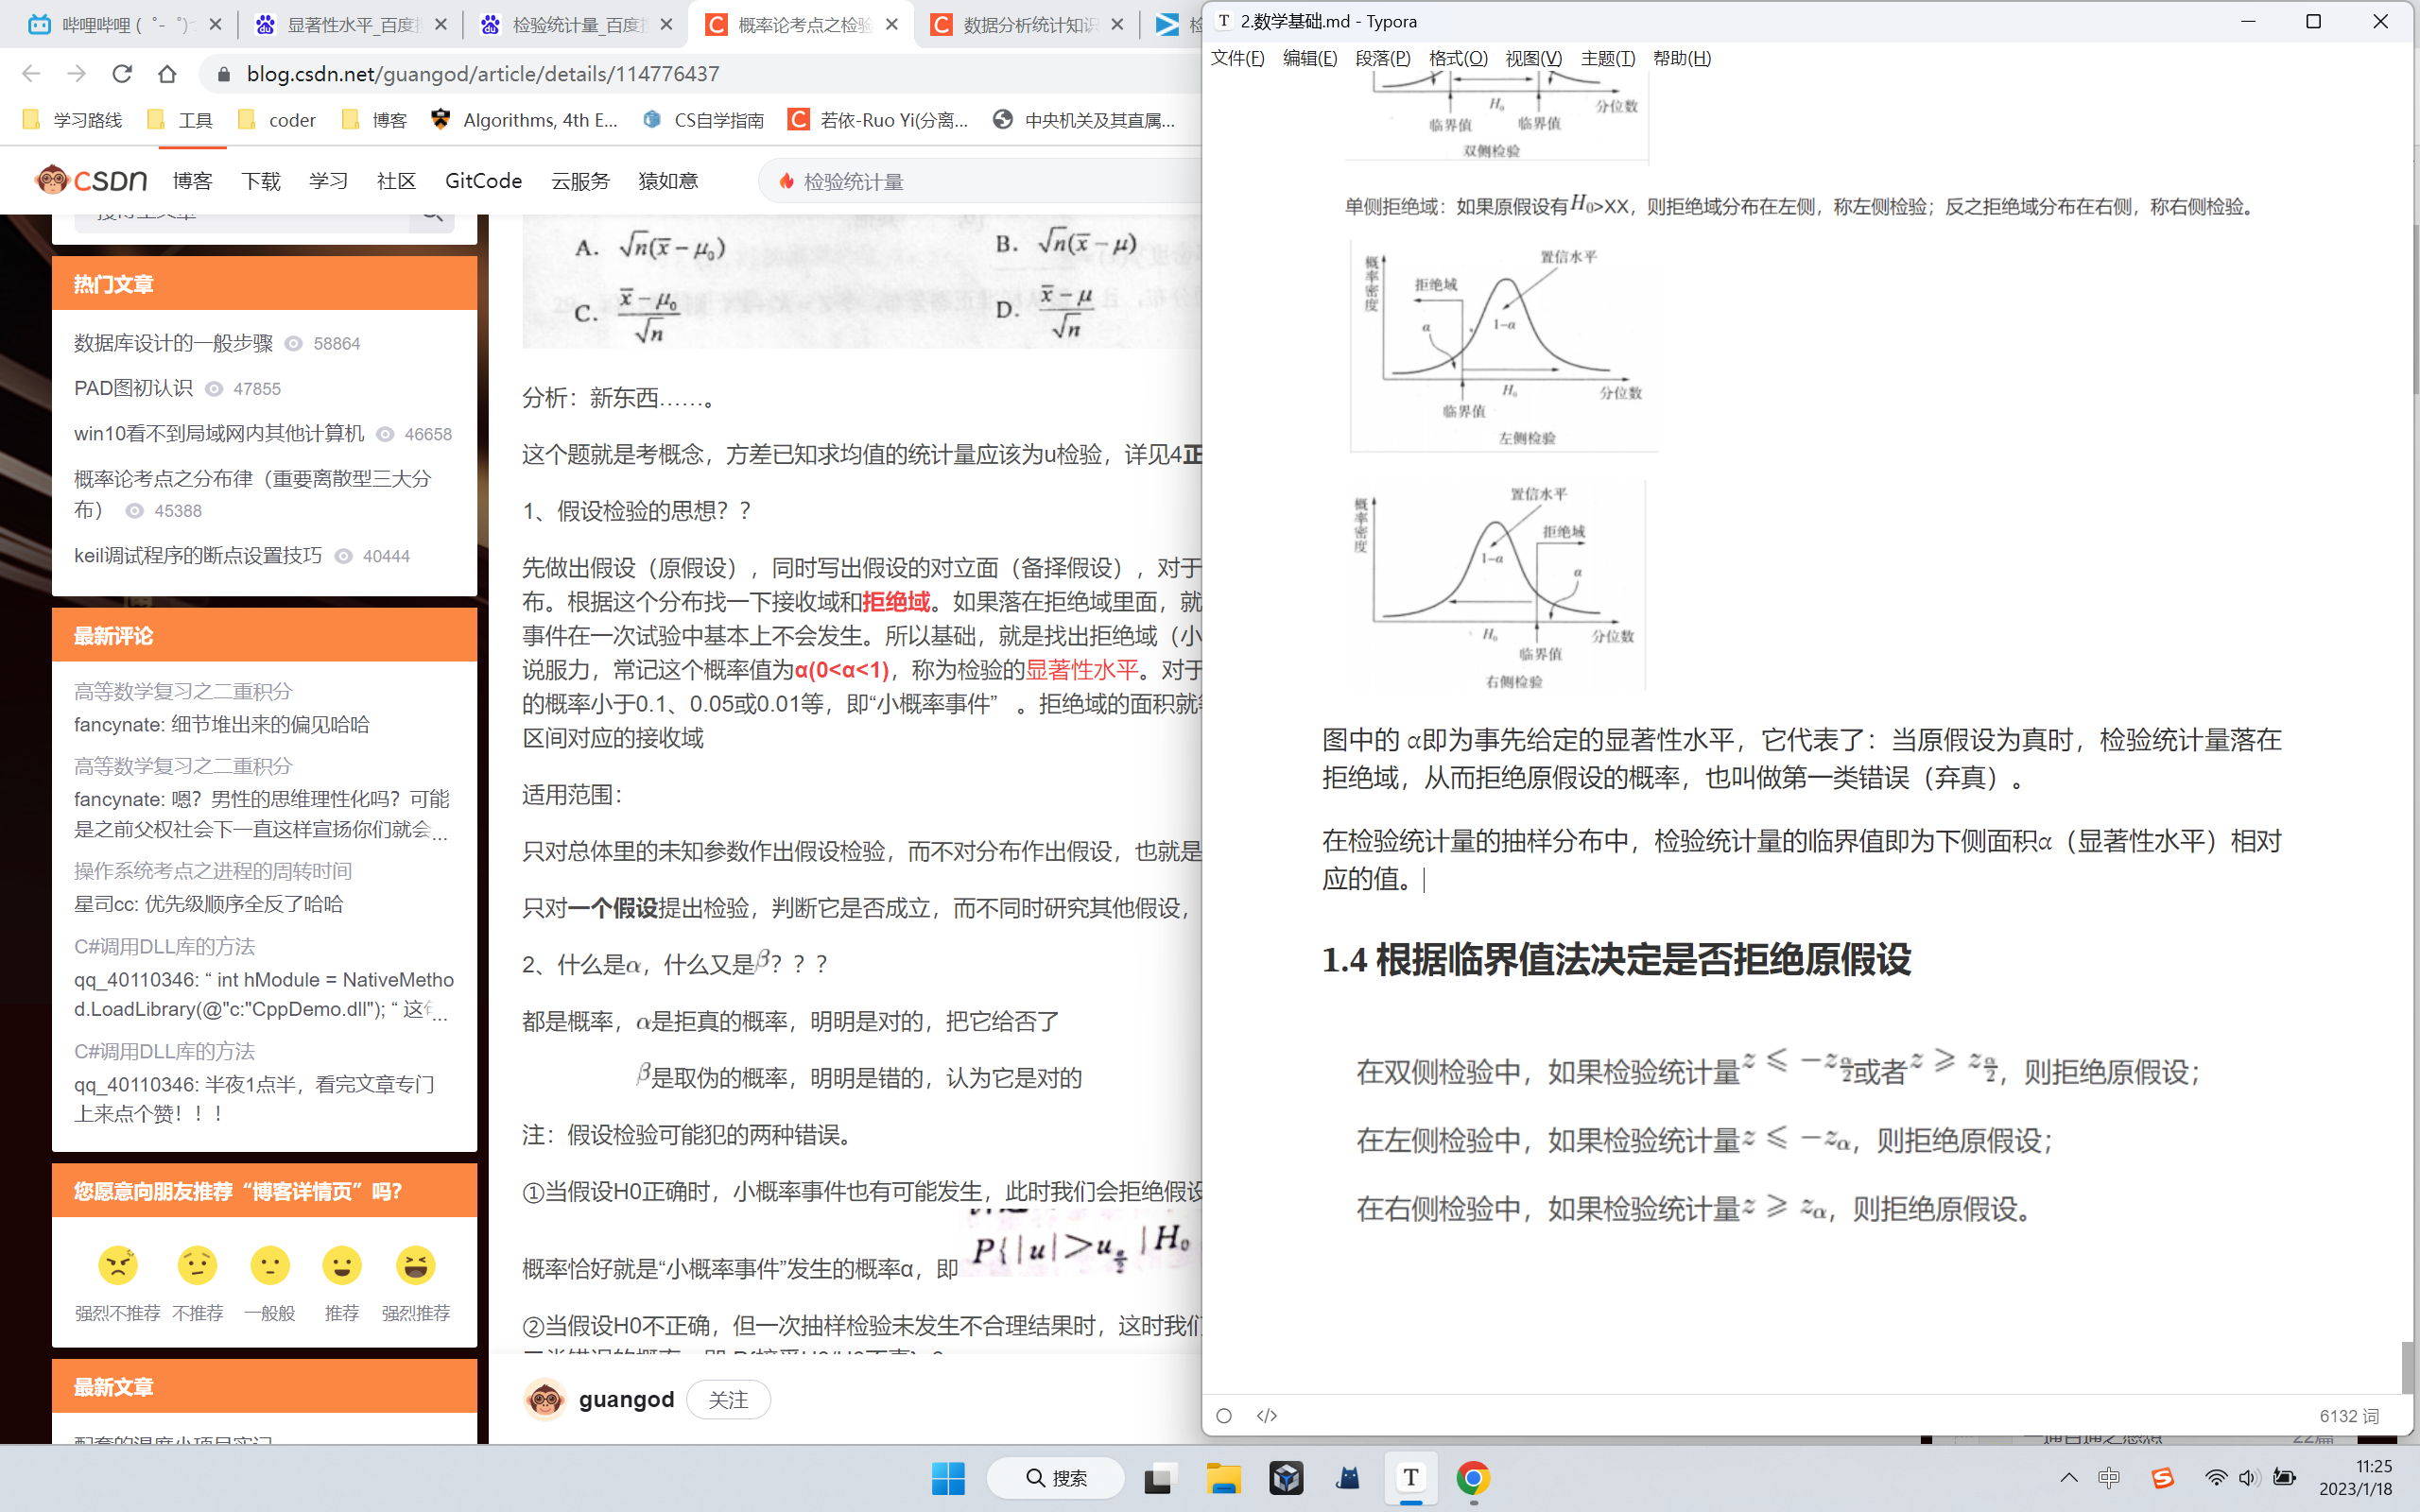 哔哩哔哩 (゜-゜)つ
显著性水平_百度搜
检验统计量_百度搜
概率论考点之检验
数据分析统计知识
检
blog.csdn.net/guangod/article/details/114776437
学习路线 工具 coder 博客 Algorithms, 4th E... CS自学指南 若依-Ruo Yi(分离... 中央机关及其直属...
CSDN 博客 下载 学习 社区 GitCode 云服务 猿如意 检验统计量
热门文章
数据库设计的一般步骤 58864
PAD图初认识 47855
win10看不到局域网内其他计算机 46658
概率论考点之分布律（重要离散型三大分
布） 45388
keil调试程序的断点设置技巧 40444
最新评论
高等数学复习之二重积分
fancynate: 细节堆出来的偏见哈哈
高等数学复习之二重积分
fancynate: 嗯？男性的思维理性化吗？可能
是之前父权社会下一直这样宣扬你们就会...
操作系统考点之进程的周转时间
星司cc: 优先级顺序全反了哈哈
C#调用DLL库的方法
qq_40110346: “ int hModule = NativeMetho
d.LoadLibrary(@"c:"CppDemo.dll"); “ 这句...
C#调用DLL库的方法
qq_40110346: 半夜1点半，看完文章专门
上来点个赞！！！
您愿意向朋友推荐“博客详情页”吗？
强烈不推荐 不推荐 一般般 推荐 强烈推荐
最新文章
A. √n(x̄−μ₀) B. √n(x̄−μ)
C. (x̄−μ₀)/√n D. (x̄−μ)/√n
分析：新东西……。
这个题就是考概念，方差已知求均值的统计量应该为u检验，详见4正
1、假设检验的思想？？
先做出假设（原假设），同时写出假设的对立面（备择假设），对于
布。根据这个分布找一下接收域和拒绝域。如果落在拒绝域里面，就
事件在一次试验中基本上不会发生。所以基础，就是找出拒绝域（小
说服力，常记这个概率值为α(0<α<1)，称为检验的显著性水平。对于
的概率小于0.1、0.05或0.01等，即“小概率事件” 。拒绝域的面积就等
区间对应的接收域
适用范围：
只对总体里的未知参数作出假设检验，而不对分布作出假设，也就是
只对一个假设提出检验，判断它是否成立，而不同时研究其他假设，
2、什么是α，什么又是β？？？
都是概率，α是拒真的概率，明明是对的，把它给否了
β是取伪的概率，明明是错的，认为它是对的
注：假设检验可能犯的两种错误。
①当假设H0正确时，小概率事件也有可能发生，此时我们会拒绝假设
概率恰好就是“小概率事件”发生的概率α，即 P{|u|>u_{α/2}|H₀
②当假设H0不正确，但一次抽样检验未发生不合理结果时，这时我们
guangod 关注
2.数学基础.md - Typora
文件(F) 编辑(E) 段落(P) 格式(O) 视图(V) 主题(T) 帮助(H)
H₀ 分位数
临界值 临界值
双侧检验
单侧拒绝域：如果原假设有H₀>XX，则拒绝域分布在左侧，称左侧检验；反之拒绝域分布在右侧，称右侧检验。
概率密度 置信水平
拒绝域
α 1-α
H₀ 分位数
临界值
左侧检验
概率密度 置信水平
拒绝域
1-α α
H₀ 分位数
临界值
右侧检验
图中的 α即为事先给定的显著性水平，它代表了：当原假设为真时，检验统计量落在
拒绝域，从而拒绝原假设的概率，也叫做第一类错误（弃真）。
在检验统计量的抽样分布中，检验统计量的临界值即为下侧面积α（显著性水平）相对
应的值。
1.4 根据临界值法决定是否拒绝原假设
在双侧检验中，如果检验统计量z ⩽ −z_{α/2}或者z ⩾ z_{α/2}，则拒绝原假设；
在左侧检验中，如果检验统计量z ⩽ −z_α，则拒绝原假设；
在右侧检验中，如果检验统计量z ⩾ z_α，则拒绝原假设。
6132 词
搜索
中
11:25
2023/1/18